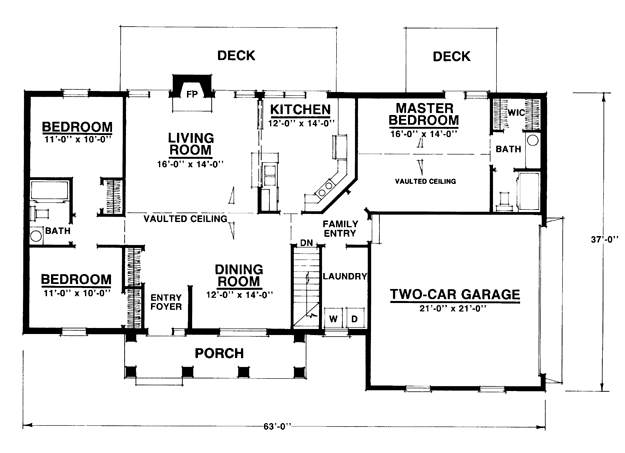 DECK
DECK
FP
KITCHEN
12'-0" x 14'-0"
MASTER
BEDROOM
16'-0" x 14'-0"
WIC
BEDROOM
11'-0" x 10'-0"
LIVING
ROOM
16'-0" x 14'-0"
BATH
VAULTED CEILING
VAULTED CEILING
BATH
FAMILY
ENTRY
DN
37'-0"
BEDROOM
11'-0" x 10'-0"
DINING
ROOM
12'-0" x 14'-0"
LAUNDRY
ENTRY
FOYER
TWO-CAR GARAGE
21'-0" x 21'-0"
W
D
PORCH
63'-0"